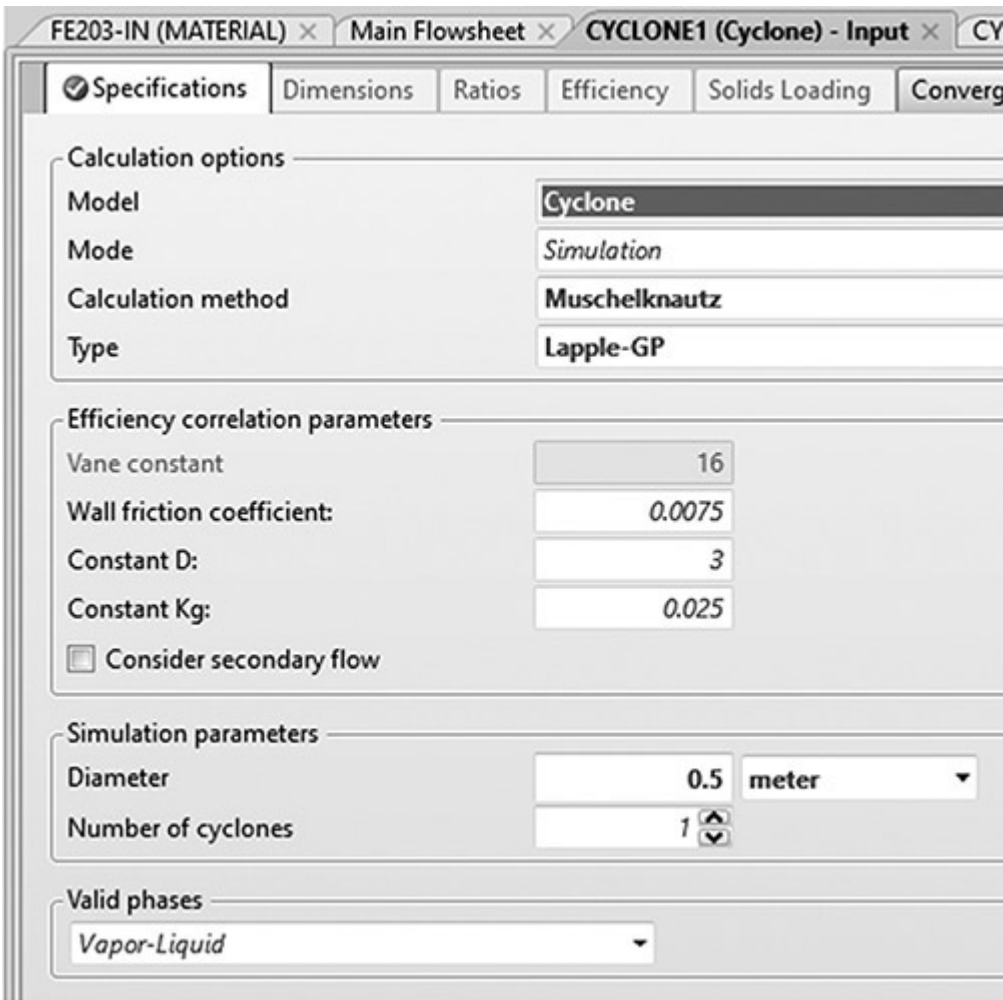 FE203-IN (MATERIAL) × Main Flowsheet × CYCLONE1 (Cyclone) - Input × CY
Specifications Dimensions Ratios Efficiency Solids Loading Converg
Calculation options
Model Cyclone
Mode Simulation
Calculation method Muschelknautz
Type Lapple-GP
Efficiency correlation parameters
Vane constant 16
Wall friction coefficient: 0.0075
Constant D: 3
Constant Kg: 0.025
Consider secondary flow
Simulation parameters
Diameter 0.5 meter
Number of cyclones 1
Valid phases
Vapor-Liquid